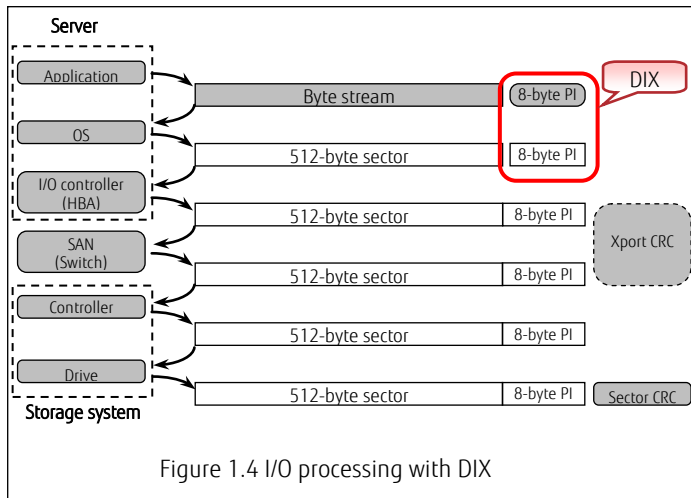 Server
Application
Byte stream
8-byte PI
DIX
OS
512-byte sector
8-byte PI
I/O controller
(HBA)
512-byte sector
8-byte PI
Xport CRC
SAN
(Switch)
512-byte sector
8-byte PI
Controller
512-byte sector
8-byte PI
Drive
512-byte sector
8-byte PI
Sector CRC
Storage system
Figure 1.4 I/O processing with DIX